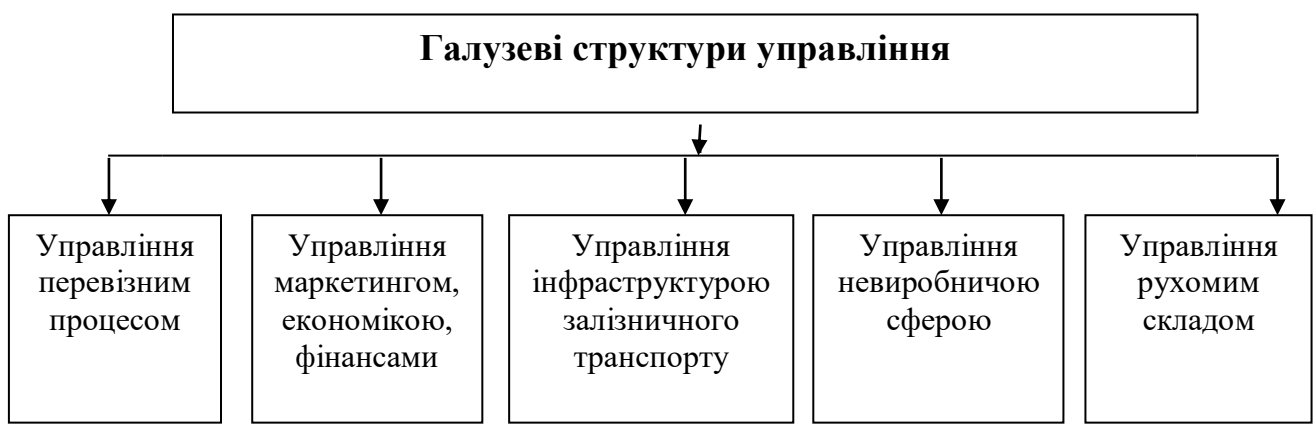 Галузеві структури управління
Управління
перевізним
процесом
Управління
маркетингом,
економікою,
фінансами
Управління
інфраструктурою
залізничного
транспорту
Управління
невиробничою
сферою
Управління
рухомим
складом